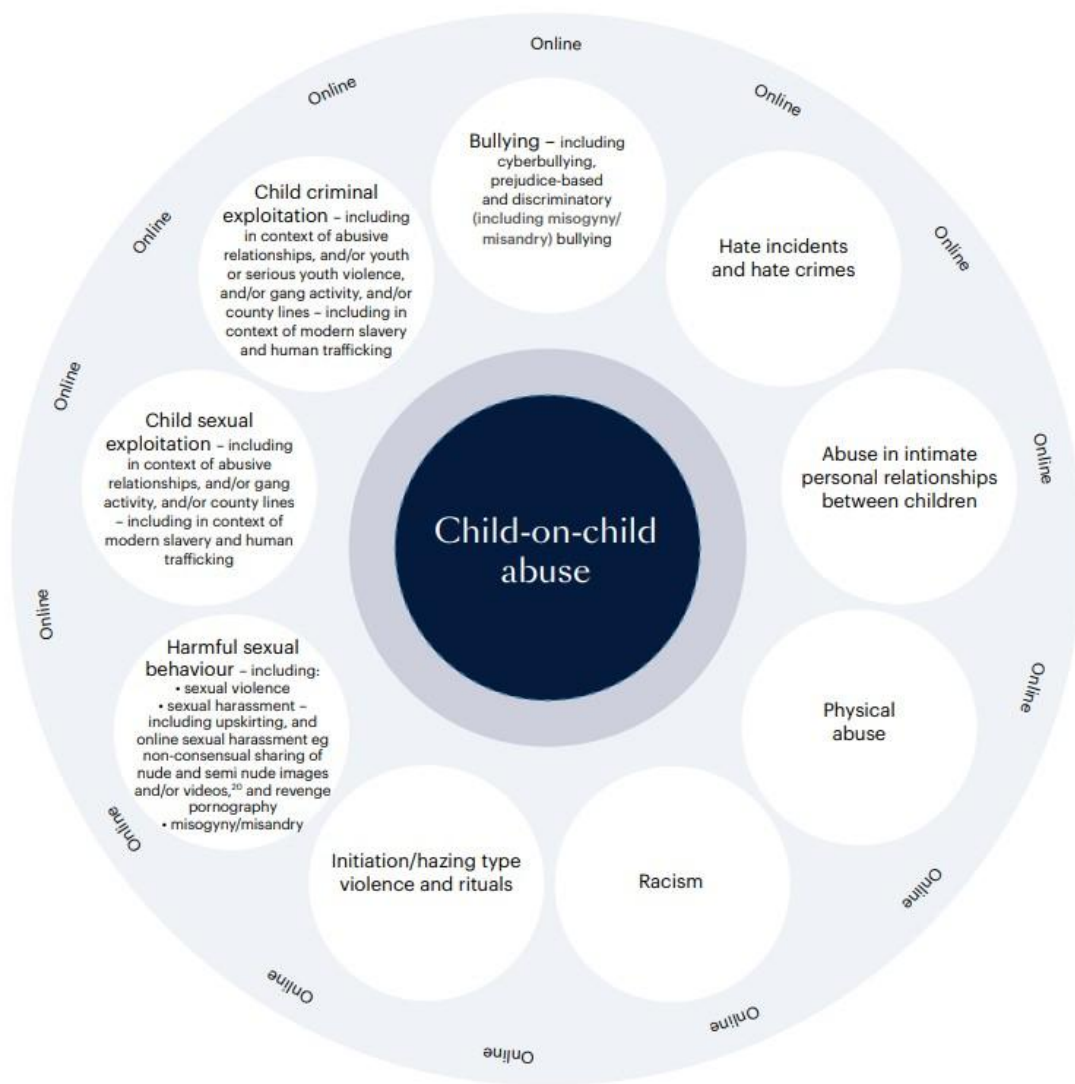 Online
Online
Online
Online
Online
Online
Online
Online
Online
Online
Online
Online
Online
Online
Bullying – including
cyberbullying,
prejudice-based
and discriminatory
(including misogyny/
misandry) bullying
Hate incidents
and hate crimes
Abuse in intimate
personal relationships
between children
Physical
abuse
Racism
Initiation/hazing type
violence and rituals
Harmful sexual
behaviour – including:
• sexual violence
• sexual harassment –
including upskirting, and
online sexual harassment eg
non-consensual sharing of
nude and semi nude images
and/or videos,²⁰ and revenge
pornography
• misogyny/misandry
Child sexual
exploitation – including
in context of abusive
relationships, and/or gang
activity, and/or county lines
– including in context of
modern slavery and human
trafficking
Child criminal
exploitation – including
in context of abusive
relationships, and/or youth
or serious youth violence,
and/or gang activity, and/or
county lines – including in
context of modern slavery
and human trafficking
Child-on-child
abuse